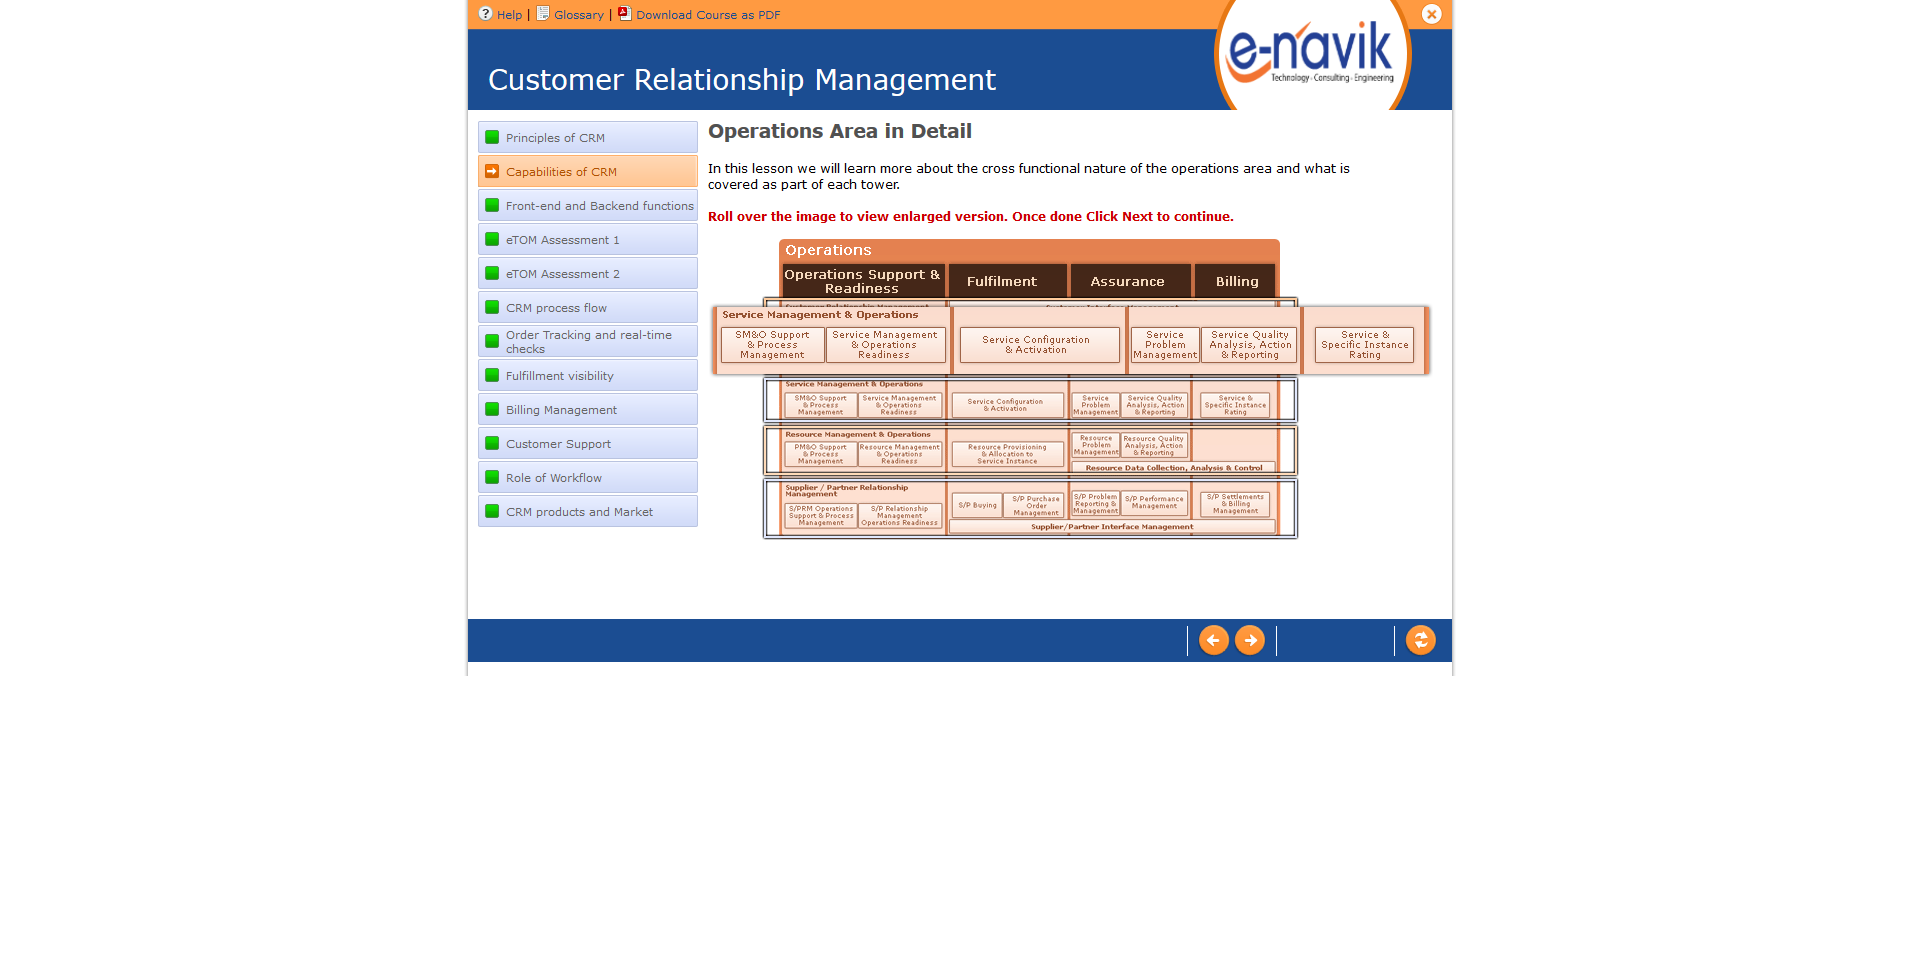 Help | Glossary | Download Course as PDF
e-navik
Technology - Consulting - Engineering
Customer Relationship Management
Principles of CRM
Capabilities of CRM
Front-end and Backend functions
eTOM Assessment 1
eTOM Assessment 2
CRM process flow
Order Tracking and real-time
checks
Fulfillment visibility
Billing Management
Customer Support
Role of Workflow
CRM products and Market
Operations Area in Detail
In this lesson we will learn more about the cross functional nature of the operations area and what is
covered as part of each tower.
Roll over the image to view enlarged version. Once done Click Next to continue.
Operations
Operations Support &
Readiness
Fulfilment
Assurance
Billing
Service Management & Operations
SM&O Support
& Process
Management
Service Management
& Operations
Readiness
Service Configuration
& Activation
Service
Problem
Management
Service Quality
Analysis, Action
& Reporting
Service &
Specific Instance
Rating
Service Management & Operations
SM&O Support
& Process
Management
Service Management
& Operations
Readiness
Service Configuration
& Activation
Service
Problem
Management
Service Quality
Analysis, Action
& Reporting
Service &
Specific Instance
Rating
Resource Management & Operations
PM&O Support
& Process
Management
Resource Management
& Operations
Readiness
Resource Provisioning
& Allocation to
Service Instance
Resource
Problem
Management
Resource Quality
Analysis, Action
& Reporting
Resource Data Collection, Analysis & Control
Supplier / Partner Relationship
Management
S/PRM Operations
Support & Process
Management
S/P Relationship
Management
Operations Readiness
S/P Buying
S/P Purchase
Order
Management
S/P Problem
Reporting &
Management
S/P Performance
Management
S/P Settlements
& Billing
Management
Supplier/Partner Interface Management